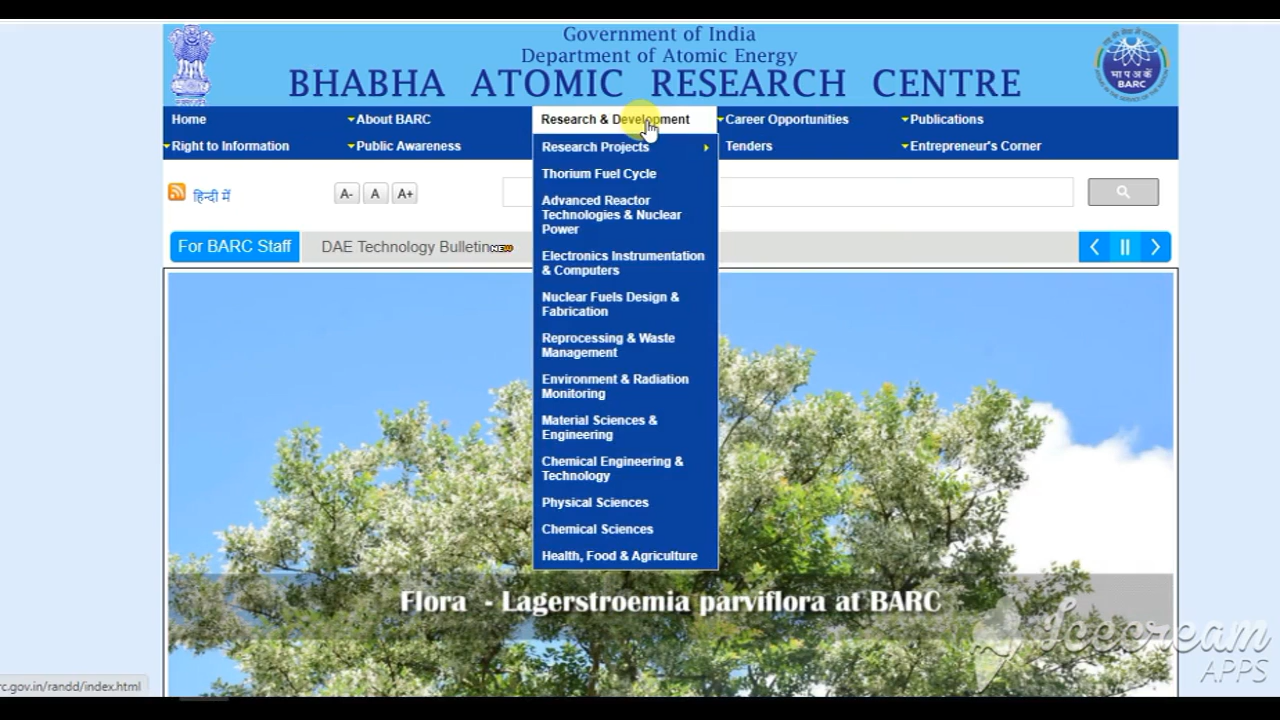 Government of India
Department of Atomic Energy
BHABHA ATOMIC RESEARCH CENTRE
भा प अ कें
BARC
Home
About BARC
Research & Development
Career Opportunities
Publications
Right to Information
Public Awareness
Tenders
Entrepreneur's Corner
Research Projects
Thorium Fuel Cycle
Advanced Reactor
Technologies & Nuclear
Power
Electronics Instrumentation
& Computers
Nuclear Fuels Design &
Fabrication
Reprocessing & Waste
Management
Environment & Radiation
Monitoring
Material Sciences &
Engineering
Chemical Engineering &
Technology
Physical Sciences
Chemical Sciences
Health, Food & Agriculture
हिन्दी में
A- A A+
For BARC Staff
DAE Technology Bulletin NEW
Flora - Lagerstroemia parviflora at BARC
Icecream
APPS
rc.gov.in/randd/index.html